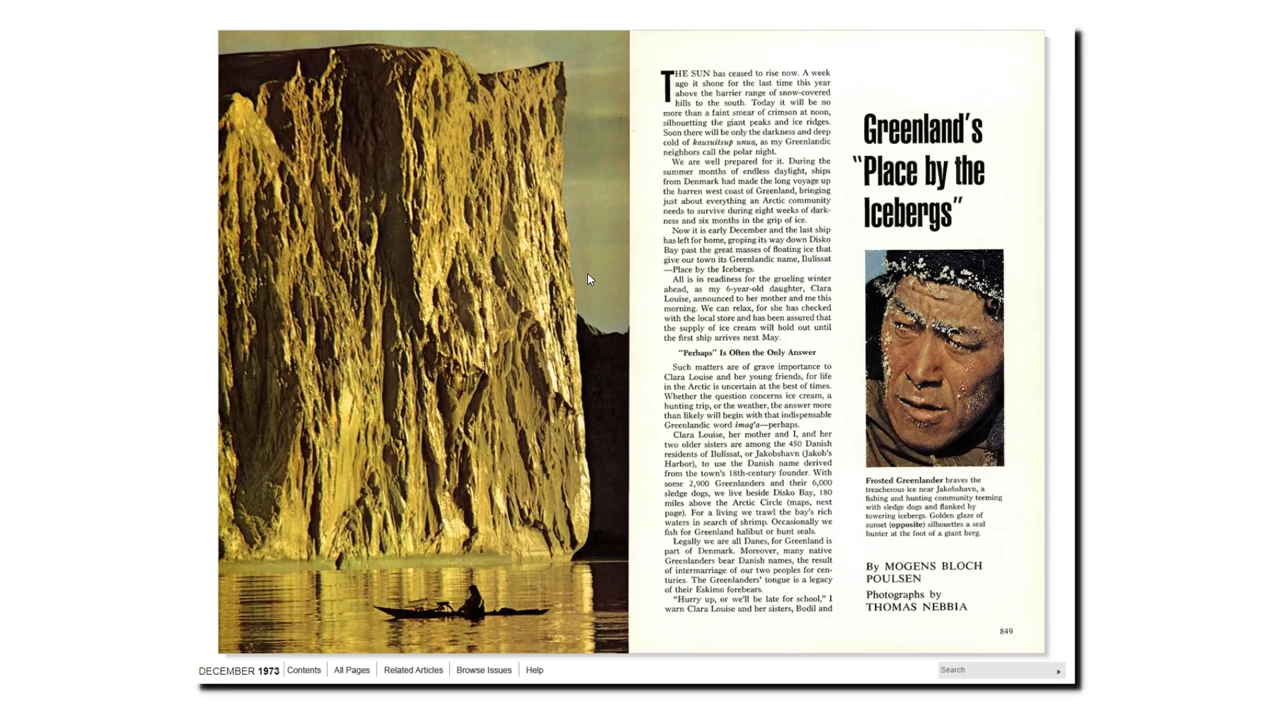 THE SUN has ceased to rise now. A week
ago it shone for the last time this year
above the barrier range of snow-covered
hills to the south. Today it will be no
more than a faint smear of crimson at noon,
silhouetting the giant peaks and ice ridges.
Soon there will be only the darkness and deep
cold of kausuitsup unua, as my Greenlandic
neighbors call the polar night.
We are well prepared for it. During the
summer months of endless daylight, ships
from Denmark had made the long voyage up
the barren west coast of Greenland, bringing
just about everything an Arctic community
needs to survive during eight weeks of dark-
ness and six months in the grip of ice.
Now it is early December and the last ship
has left for home, groping its way down Disko
Bay past the great masses of floating ice that
give our town its Greenlandic name, Ilulissat
—Place by the Icebergs.
All is in readiness for the grueling winter
ahead, as my 6-year-old daughter, Clara
Louise, announced to her mother and me this
morning. We can relax, for she has checked
with the local store and has been assured that
the supply of ice cream will hold out until
the first ship arrives next May.
"Perhaps" Is Often the Only Answer
Such matters are of grave importance to
Clara Louise and her young friends, for life
in the Arctic is uncertain at the best of times.
Whether the question concerns ice cream, a
hunting trip, or the weather, the answer more
than likely will begin with that indispensable
Greenlandic word imaq'a—perhaps.
Clara Louise, her mother and I, and her
two older sisters are among the 450 Danish
residents of Ilulissat, or Jakobshavn (Jakob's
Harbor), to use the Danish name derived
from the town's 18th-century founder. With
some 2,900 Greenlanders and their 6,000
sledge dogs, we live beside Disko Bay, 180
miles above the Arctic Circle (maps, next
page). For a living we trawl the bay's rich
waters in search of shrimp. Occasionally we
fish for Greenland halibut or hunt seals.
Legally we are all Danes, for Greenland is
part of Denmark. Moreover, many native
Greenlanders bear Danish names, the result
of intermarriage of our two peoples for cen-
turies. The Greenlanders' tongue is a legacy
of their Eskimo forebears.
"Hurry up, or we'll be late for school," I
warn Clara Louise and her sisters, Bodil and
Greenland's
"Place by the
Icebergs"
Frosted Greenlander braves the
treacherous ice near Jakobshavn, a
fishing and hunting community teeming
with sledge dogs and flanked by
towering icebergs. Golden glaze of
sunset (opposite) silhouettes a seal
hunter at the foot of a giant berg.
By MOGENS BLOCH
POULSEN
Photographs by
THOMAS NEBBIA
849
DECEMBER 1973 Contents All Pages Related Articles Browse Issues Help Search